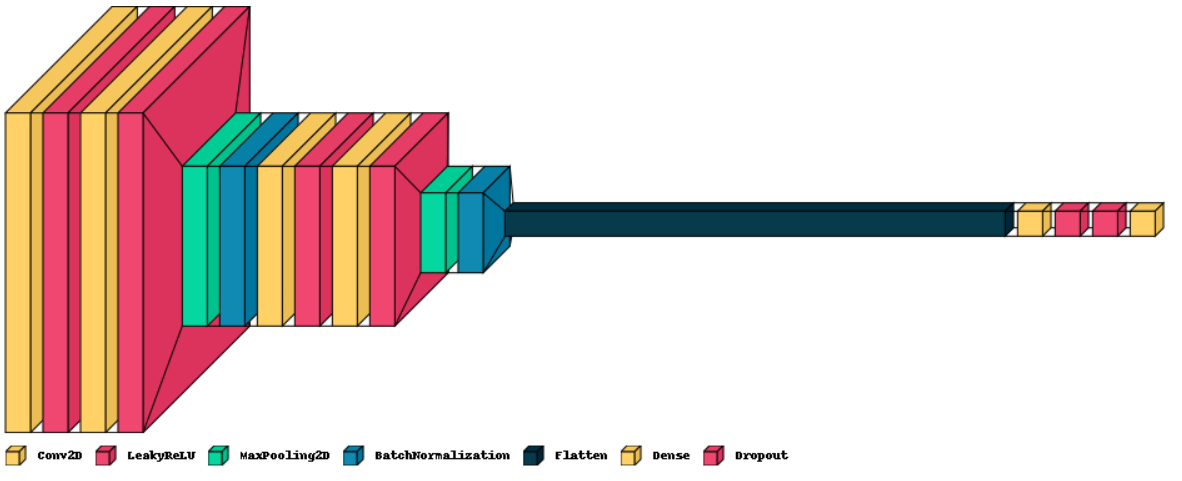 Conv2D LeakyReLU MaxPooling2D BatchNormalization Flatten Dense Dropout